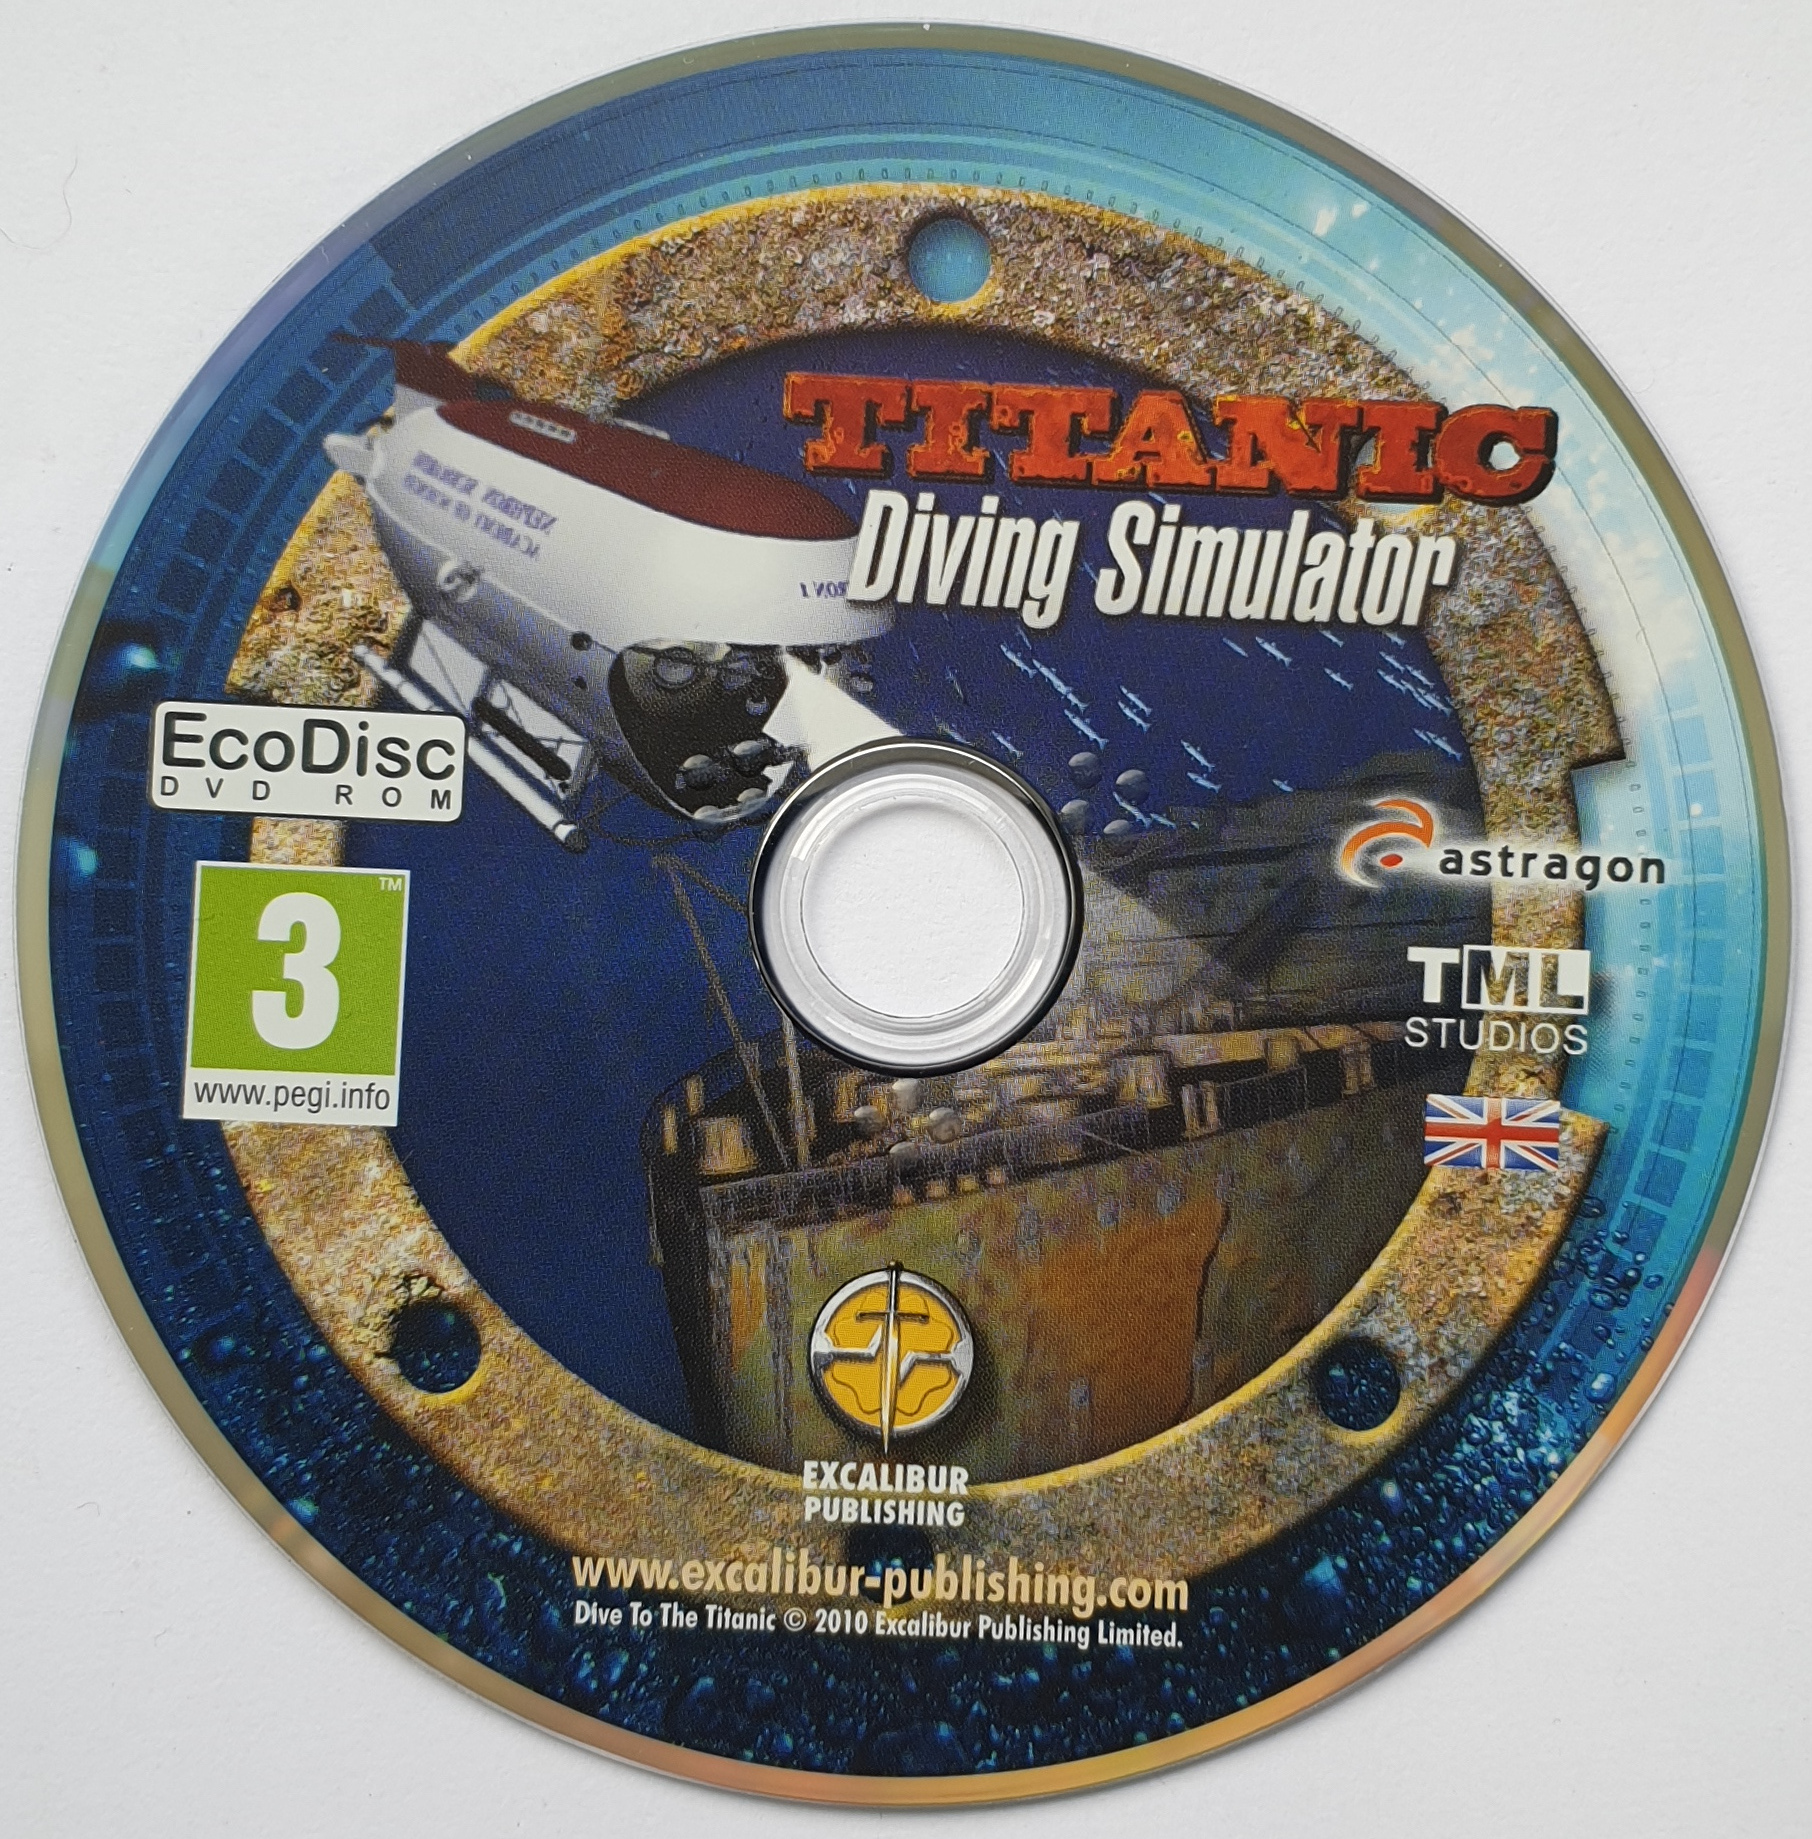 TITANIC
Diving Simulator
EcoDisc
DVD ROM
3
TM
www.pegi.info
astragon
TML
STUDIOS
EXCALIBUR
PUBLISHING
www.excalibur-publishing.com
Dive To The Titanic © 2010 Excalibur Publishing Limited.